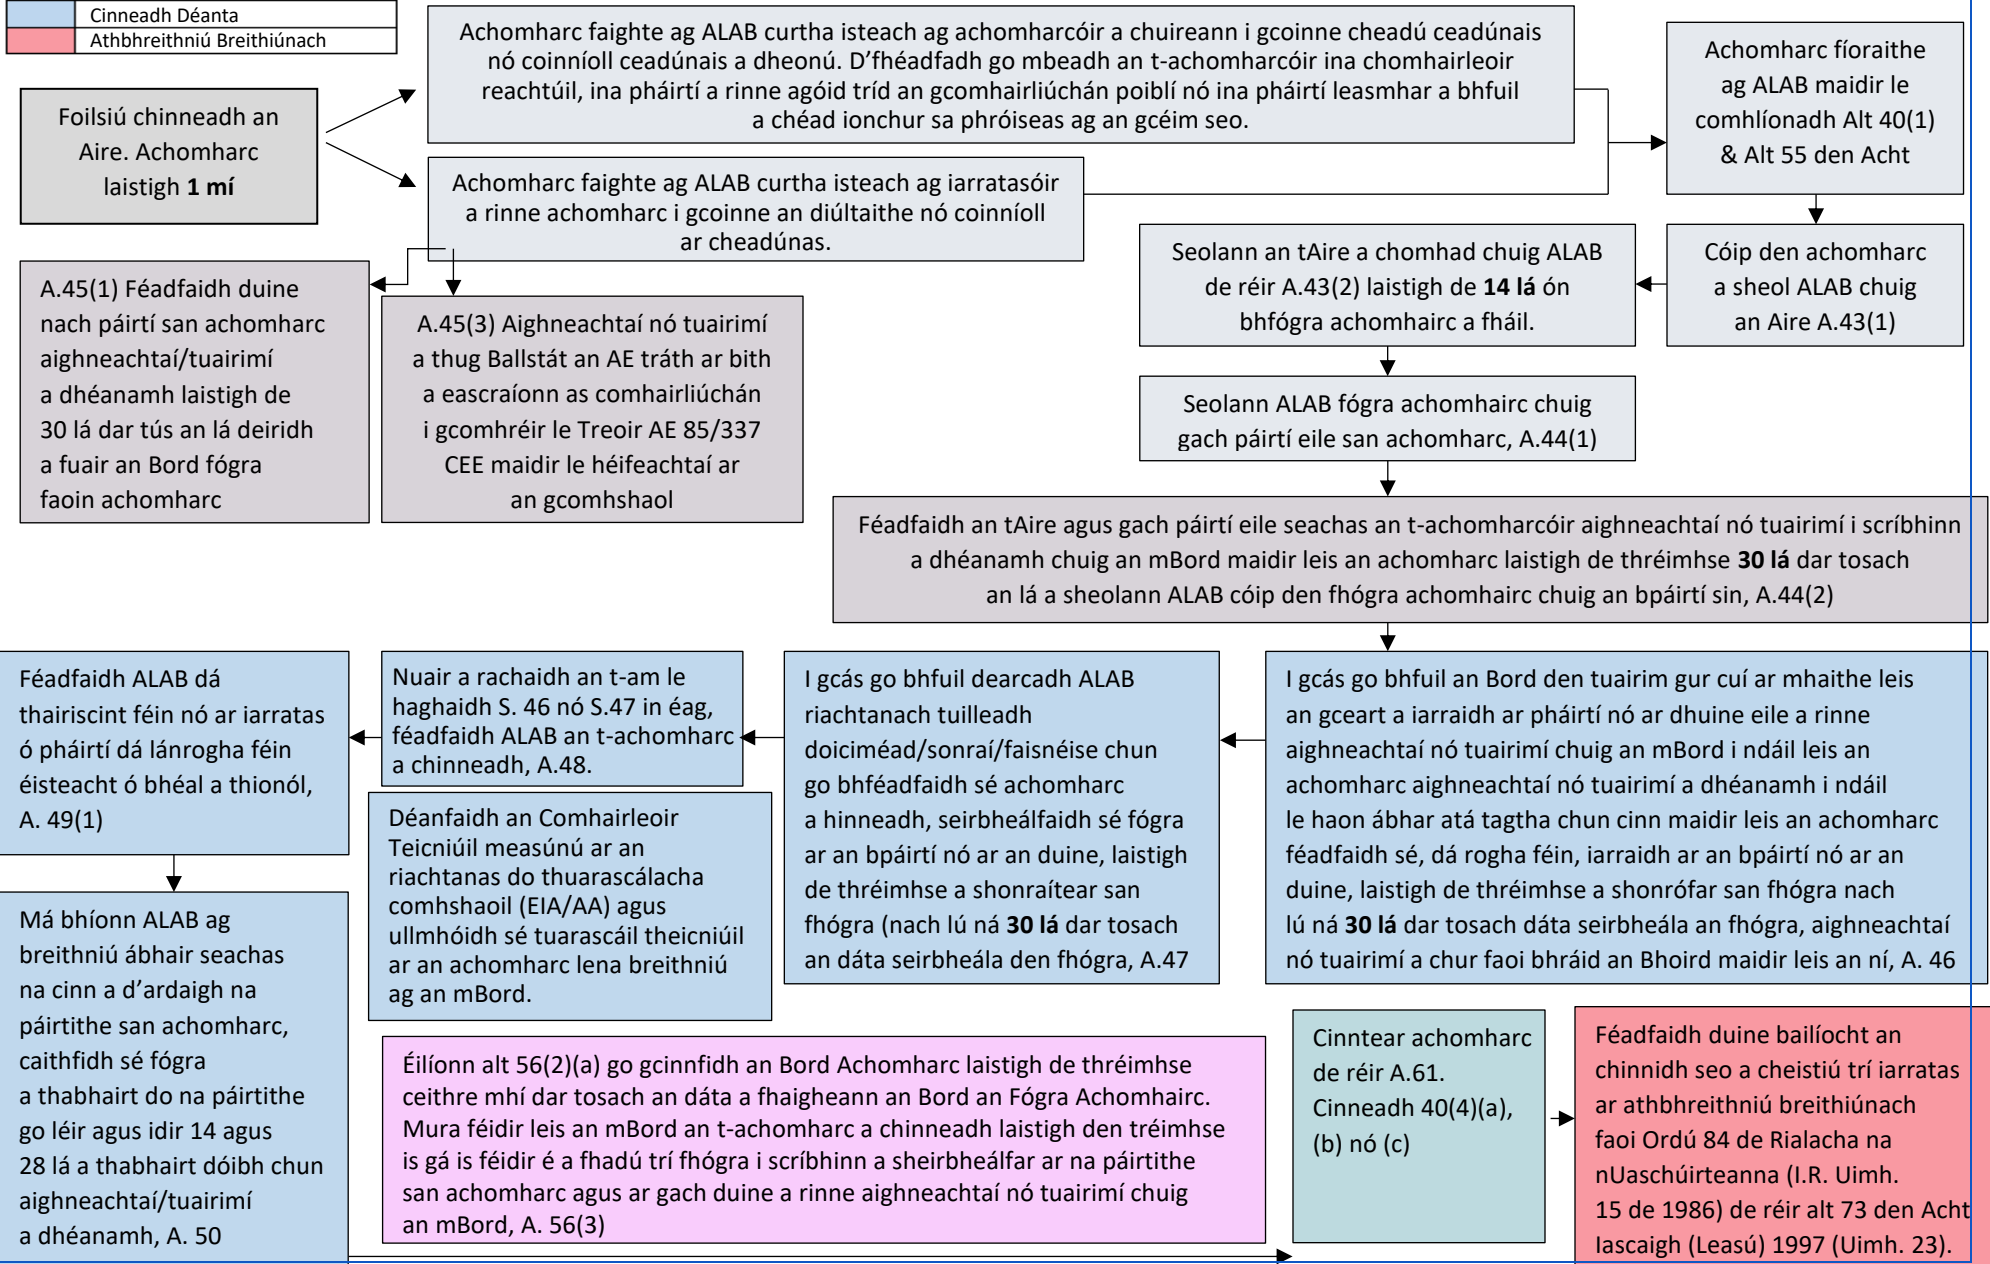 Cinneadh Déanta
Athbhreithniú Breithiúnach
Foilsiú chinneadh an
Aire. Achomharc
laistigh 1 mí
Achomharc faighte ag ALAB curtha isteach ag achomharcóir a chuireann i gcoinne cheadú ceadúnais
nó coinníoll ceadúnais a dheonú. D'fhéadfadh go mbeadh an t-achomharcóir ina chomhairleoir
reachtúil, ina pháirtí a rinne agóid tríd an gcomhairliúchán poiblí nó ina pháirtí leasmhar a bhfuil
a chéad ionchur sa phróiseas ag an gcéim seo.
Achomharc faighte ag ALAB curtha isteach ag iarratasóir
a rinne achomharc i gcoinne an diúltaithe nó coinníoll
ar cheadúnas.
Achomharc fíoraithe
ag ALAB maidir le
comhlíonadh Alt 40(1)
& Alt 55 den Acht
Cóip den achomharc
a sheol ALAB chuig
an Aire A.43(1)
Seolann an tAire a chomhad chuig ALAB
de réir A.43(2) laistigh de 14 lá ón
bhfógra achomhairc a fháil.
Seolann ALAB fógra achomhairc chuig
gach páirtí eile san achomharc, A.44(1)
A.45(1) Féadfaidh duine
nach páirtí san achomharc
aighneachtaí/tuairimí
a dhéanamh laistigh de
30 lá dar tús an lá deiridh
a fuair an Bord fógra
faoin achomharc
A.45(3) Aighneachtaí nó tuairimí
a thug Ballstát an AE tráth ar bith
a eascraíonn as comhairliúchán
i gcomhréir le Treoir AE 85/337
CEE maidir le héifeachtaí ar
an gcomhshaol
Féadfaidh an tAire agus gach páirtí eile seachas an t-achomharcóir aighneachtaí nó tuairimí i scríbhinn
a dhéanamh chuig an mBord maidir leis an achomharc laistigh de thréimhse 30 lá dar tosach
an lá a sheolann ALAB cóip den fhógra achomhairc chuig an bpáirtí sin, A.44(2)
I gcás go bhfuil an Bord den tuairim gur cuí ar mhaithe leis
an gceart a iarraidh ar pháirtí nó ar dhuine eile a rinne
aighneachtaí nó tuairimí chuig an mBord i ndáil leis an
achomharc aighneachtaí nó tuairimí a dhéanamh i ndáil
le haon ábhar atá tagtha chun cinn maidir leis an achomharc
féadfaidh sé, dá rogha féin, iarraidh ar an bpáirtí nó ar an
duine, laistigh de thréimhse a shonrófar san fhógra nach
lú ná 30 lá dar tosach dáta seirbheála an fhógra, aighneachtaí
nó tuairimí a chur faoi bhráid an Bhoird maidir leis an ní, A. 46
I gcás go bhfuil dearcadh ALAB
riachtanach tuilleadh
doiciméad/sonraí/faisnéise chun
go bhféadfaidh sé achomharc
a hinneadh, seirbheálfaidh sé fógra
ar an bpáirtí nó ar an duine, laistigh
de thréimhse a shonraítear san
fhógra (nach lú ná 30 lá dar tosach
an dáta seirbheála den fhógra, A.47
Nuair a rachaidh an t-am le
haghaidh S. 46 nó S.47 in éag,
féadfaidh ALAB an t-achomharc
a chinneadh, A.48.
Déanfaidh an Comhairleoir
Teicniúil measúnú ar an
riachtanas do thuarascálacha
comhshaoil (EIA/AA) agus
ullmhóidh sé tuarascáil theicniúil
ar an achomharc lena breithniú
ag an mBord.
Féadfaidh ALAB dá
thairiscint féin nó ar iarratas
ó pháirtí dá lánrogha féin
éisteacht ó bhéal a thionól,
A. 49(1)
Má bhíonn ALAB ag
breithniú ábhair seachas
na cinn a d'ardaigh na
páirtithe san achomharc,
caithfidh sé fógra
a thabhairt do na páirtithe
go léir agus idir 14 agus
28 lá a thabhairt dóibh chun
aighneachtaí/tuairimí
a dhéanamh, A. 50
Éilíonn alt 56(2)(a) go gcinnfidh an Bord Achomharc laistigh de thréimhse
ceithre mhí dar tosach an dáta a fhaigheann an Bord an Fógra Achomhairc.
Mura féidir leis an mBord an t-achomharc a chinneadh laistigh den tréimhse
is gá is féidir é a fhadú trí fhógra i scríbhinn a sheirbheálfar ar na páirtithe
san achomharc agus ar gach duine a rinne aighneachtaí nó tuairimí chuig
an mBord, A. 56(3)
Cinntear achomharc
de réir A.61.
Cinneadh 40(4)(a),
(b) nó (c)
Féadfaidh duine bailíocht an
chinnidh seo a cheistiú trí iarratas
ar athbhreithniú breithiúnach
faoi Ordú 84 de Rialacha na
nUaschúirteanna (I.R. Uimh.
15 de 1986) de réir alt 73 den Acht
Iascaigh (Leasú) 1997 (Uimh. 23).